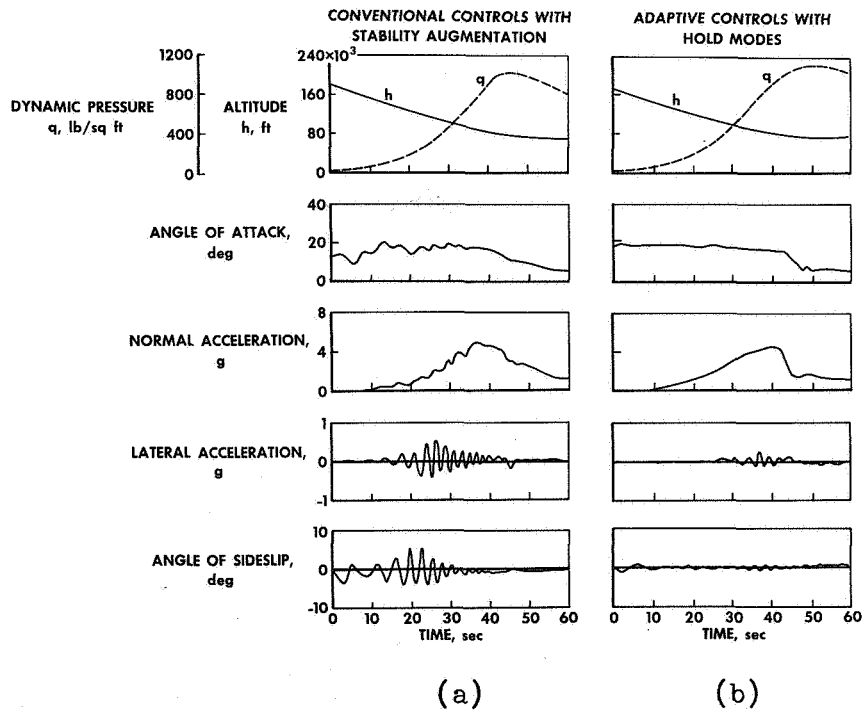 CONVENTIONAL CONTROLS WITH
STABILITY AUGMENTATION
ADAPTIVE CONTROLS WITH
HOLD MODES
DYNAMIC PRESSURE
q, lb/sq ft
1200
800
400
0
ALTITUDE
h, ft
240×10³
160
80
0
h
q
h
q
ANGLE OF ATTACK,
deg
40
20
0
NORMAL ACCELERATION,
g
8
4
0
LATERAL ACCELERATION,
g
1
0
-1
ANGLE OF SIDESLIP,
deg
10
0
-10
0 10 20 30 40 50 60
TIME, sec
0 10 20 30 40 50 60
TIME, sec
(a)
(b)